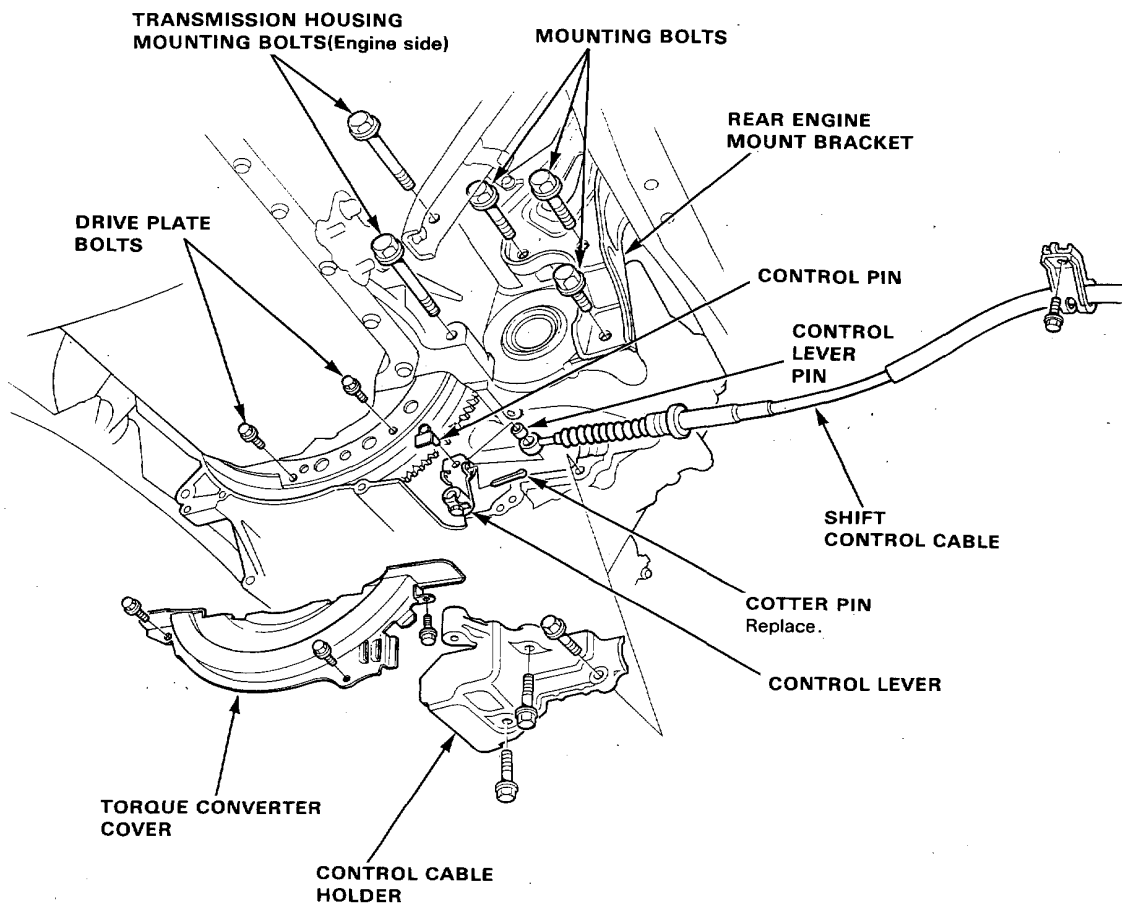 TRANSMISSION HOUSING
MOUNTING BOLTS(Engine side)
MOUNTING BOLTS
REAR ENGINE
MOUNT BRACKET
DRIVE PLATE
BOLTS
CONTROL PIN
CONTROL
LEVER
PIN
SHIFT
CONTROL CABLE
COTTER PIN
Replace.
CONTROL LEVER
TORQUE CONVERTER
COVER
CONTROL CABLE
HOLDER